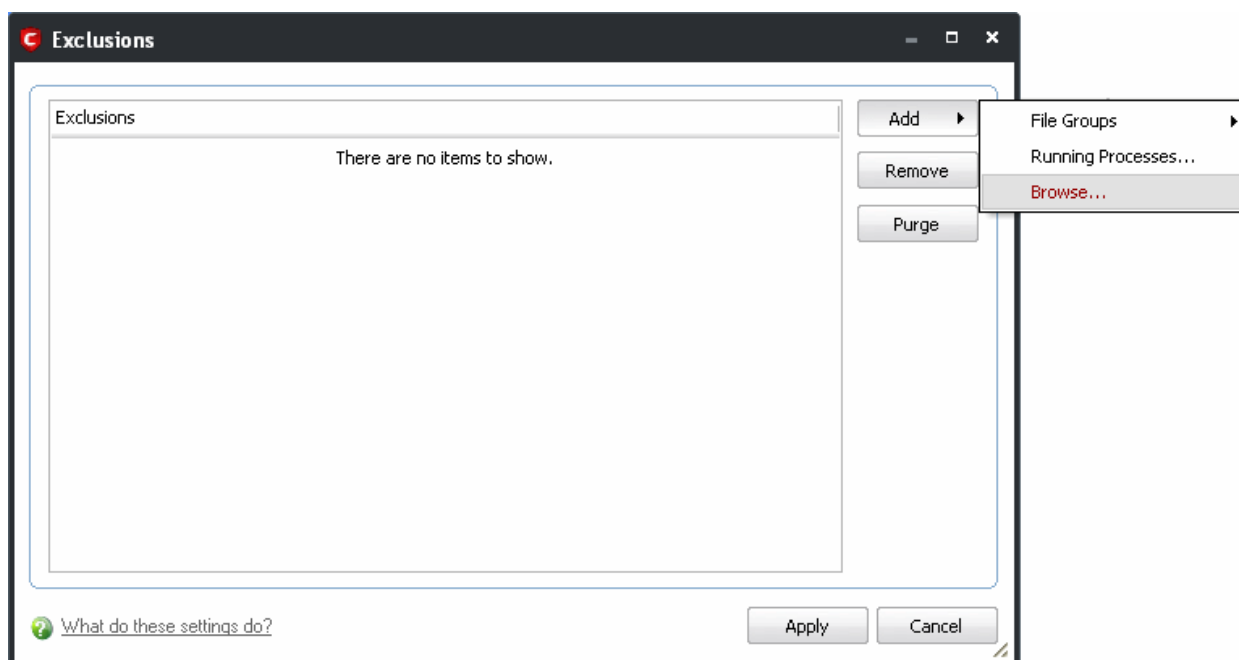 Exclusions
Exclusions
There are no items to show.
Add
Remove
Purge
File Groups
Running Processes...
Browse...
What do these settings do?
Apply
Cancel